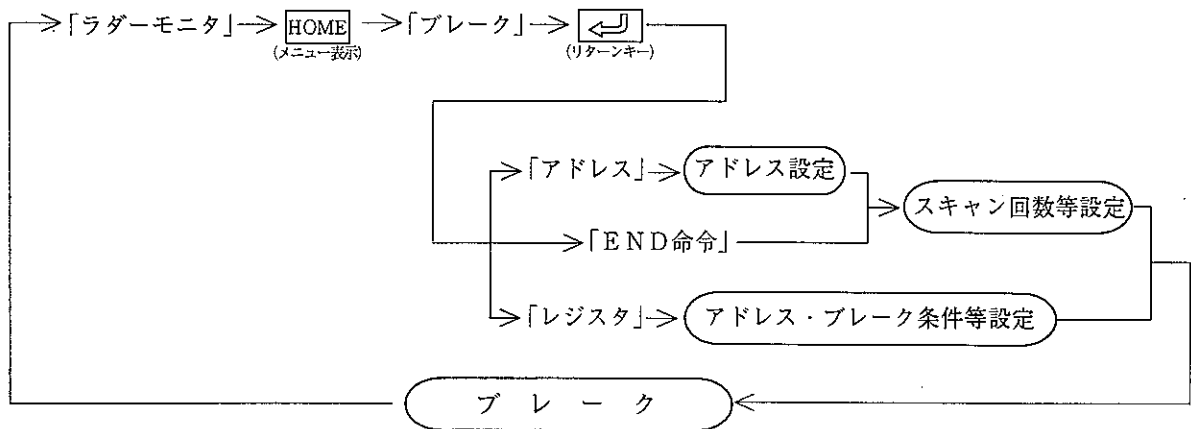 「ラダーモニタ」 HOME 「ブレーク」
(メニュー表示) (リターンキー)
「アドレス」 アドレス設定
スキャン回数等設定
「END命令」
「レジスタ」 アドレス・ブレーク条件等設定
ブレーク